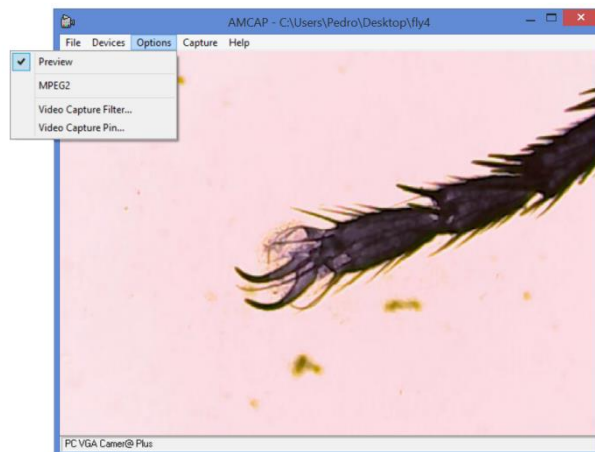 AMCAP - C:\Users\Pedro\Desktop\fly4
File Devices Options Capture Help
Preview
MPEG2
Video Capture Filter...
Video Capture Pin...
PC VGA Camer@ Plus